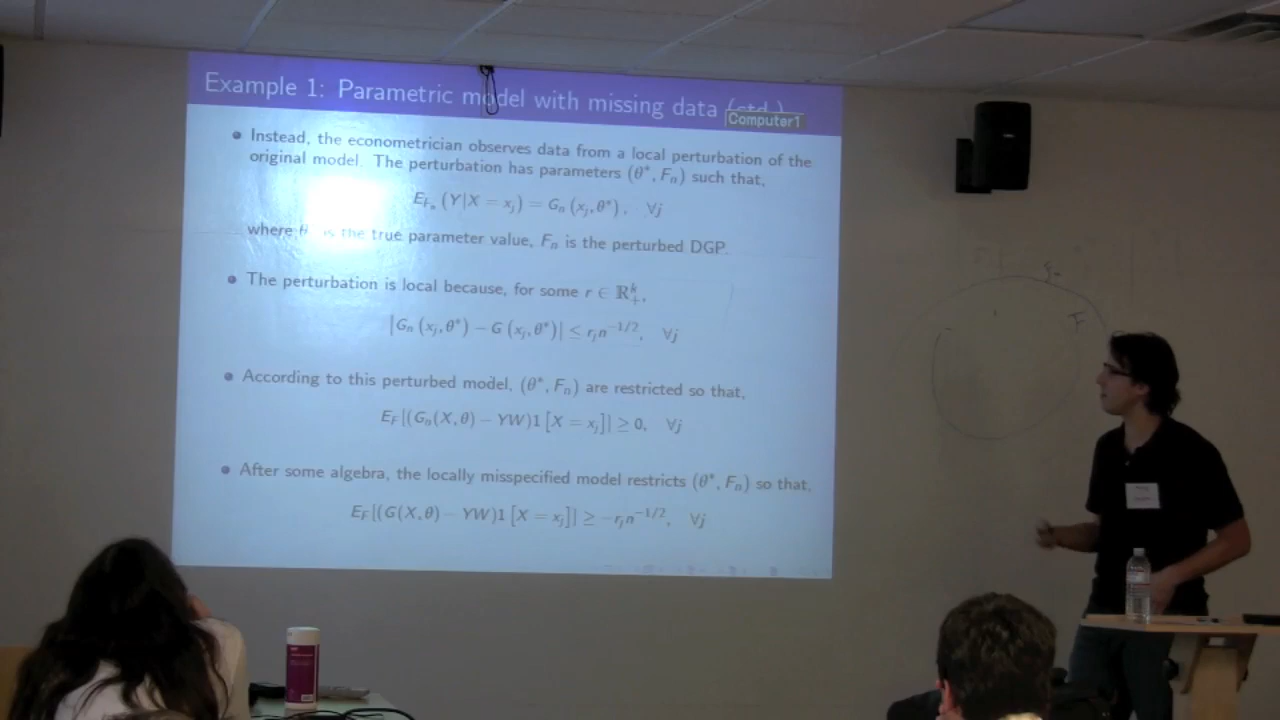 Example 1: Parametric model with missing data (ctd.)
Computer1
• Instead, the econometrician observes data from a local perturbation of the
original model. The perturbation has parameters (θ*, Fₙ) such that,
E_{Fₙ} (Y|X = xⱼ) = Gₙ (xⱼ, θ*), ∀j
where θ* is the true parameter value, Fₙ is the perturbed DGP.
• The perturbation is local because, for some r ∈ ℝ₊ᵏ,
|Gₙ (xⱼ, θ*) − G (xⱼ, θ*)| ≤ rⱼn^{−1/2}, ∀j
• According to this perturbed model, (θ*, Fₙ) are restricted so that,
E_F[(Gₙ(X, θ) − YW)1 [X = xⱼ]] ≥ 0, ∀j
• After some algebra, the locally misspecified model restricts (θ*, Fₙ) so that,
E_F[(G(X, θ) − YW)1 [X = xⱼ]] ≥ −rⱼn^{−1/2}, ∀j